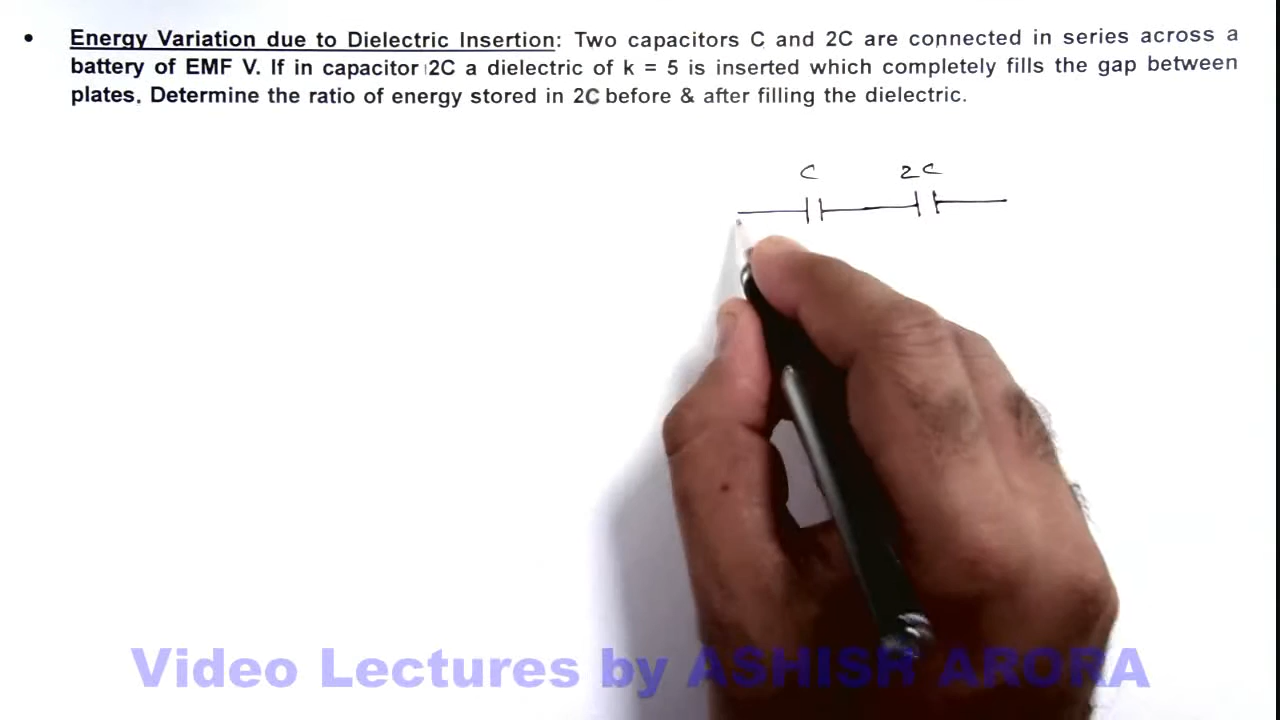 • Energy Variation due to Dielectric Insertion: Two capacitors C and 2C are connected in series across a
battery of EMF V. If in capacitor 2C a dielectric of k = 5 is inserted which completely fills the gap between
plates. Determine the ratio of energy stored in 2C before & after filling the dielectric.
C 2C
Video Lectures by ASHISH ARORA